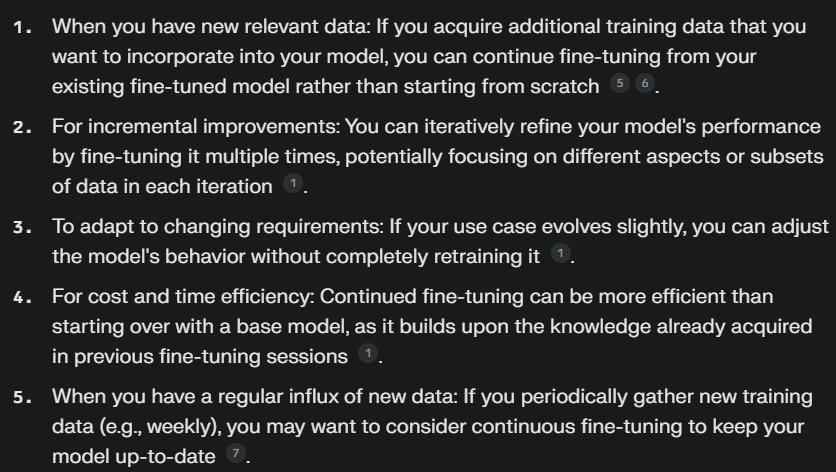 1. When you have new relevant data: If you acquire additional training data that you
want to incorporate into your model, you can continue fine-tuning from your
existing fine-tuned model rather than starting from scratch 5 6.
2. For incremental improvements: You can iteratively refine your model's performance
by fine-tuning it multiple times, potentially focusing on different aspects or subsets
of data in each iteration 1.
3. To adapt to changing requirements: If your use case evolves slightly, you can adjust
the model's behavior without completely retraining it 1.
4. For cost and time efficiency: Continued fine-tuning can be more efficient than
starting over with a base model, as it builds upon the knowledge already acquired
in previous fine-tuning sessions 1.
5. When you have a regular influx of new data: If you periodically gather new training
data (e.g., weekly), you may want to consider continuous fine-tuning to keep your
model up-to-date 7.